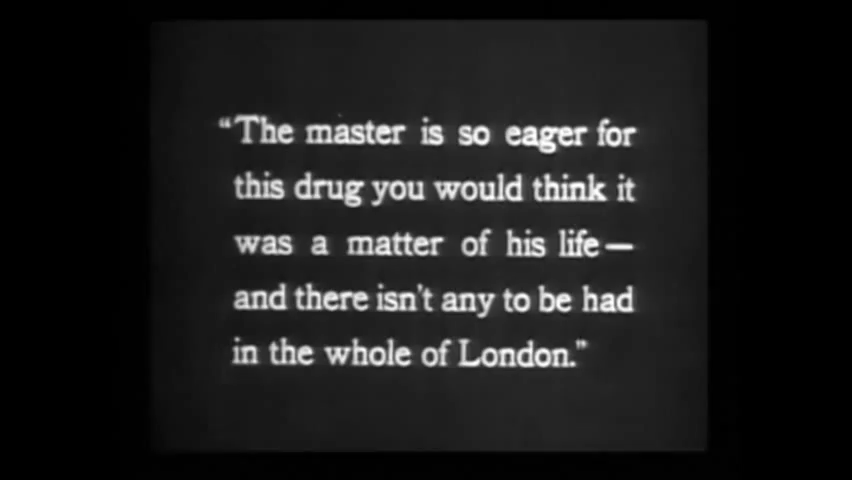 “The master is so eager for
this drug you would think it
was a matter of his life—
and there isn't any to be had
in the whole of London.”